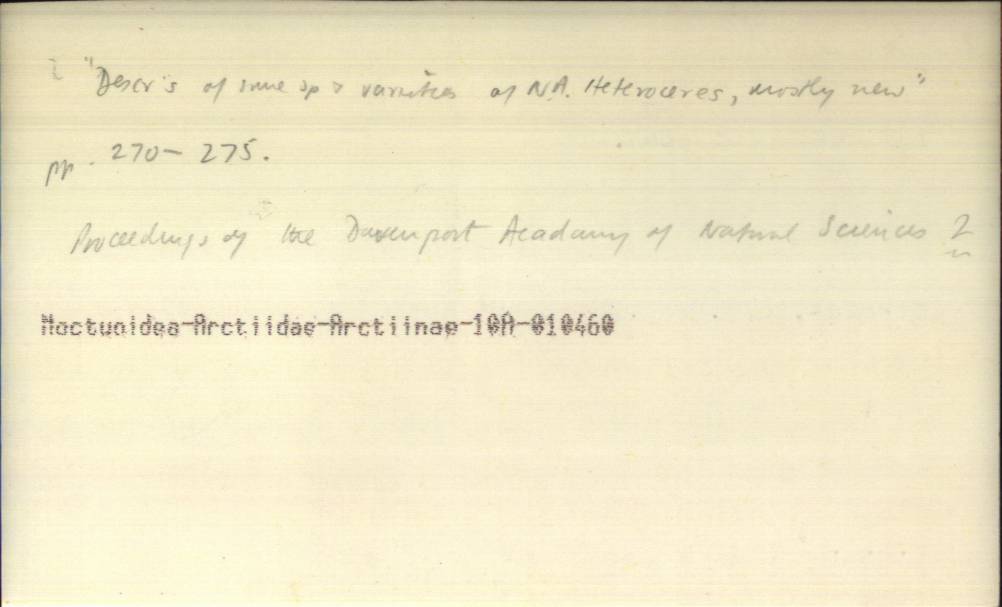 "Descr's of some sp & varieties of N.A. Heteroceres, mostly new"
pp. 270- 275.
Proceedings of the Davenport Academy of Natural Sciences 2
Noctuoidea-Arctiidae-Arctiinae-10A-010460